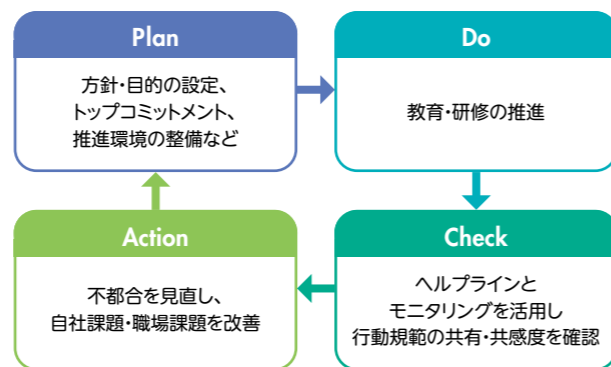 Plan
方針・目的の設定、
トップコミットメント、
推進環境の整備など
Do
教育・研修の推進
Action
不都合を見直し、
自社課題・職場課題を改善
Check
ヘルプラインと
モニタリングを活用し
行動規範の共有・共感度を確認